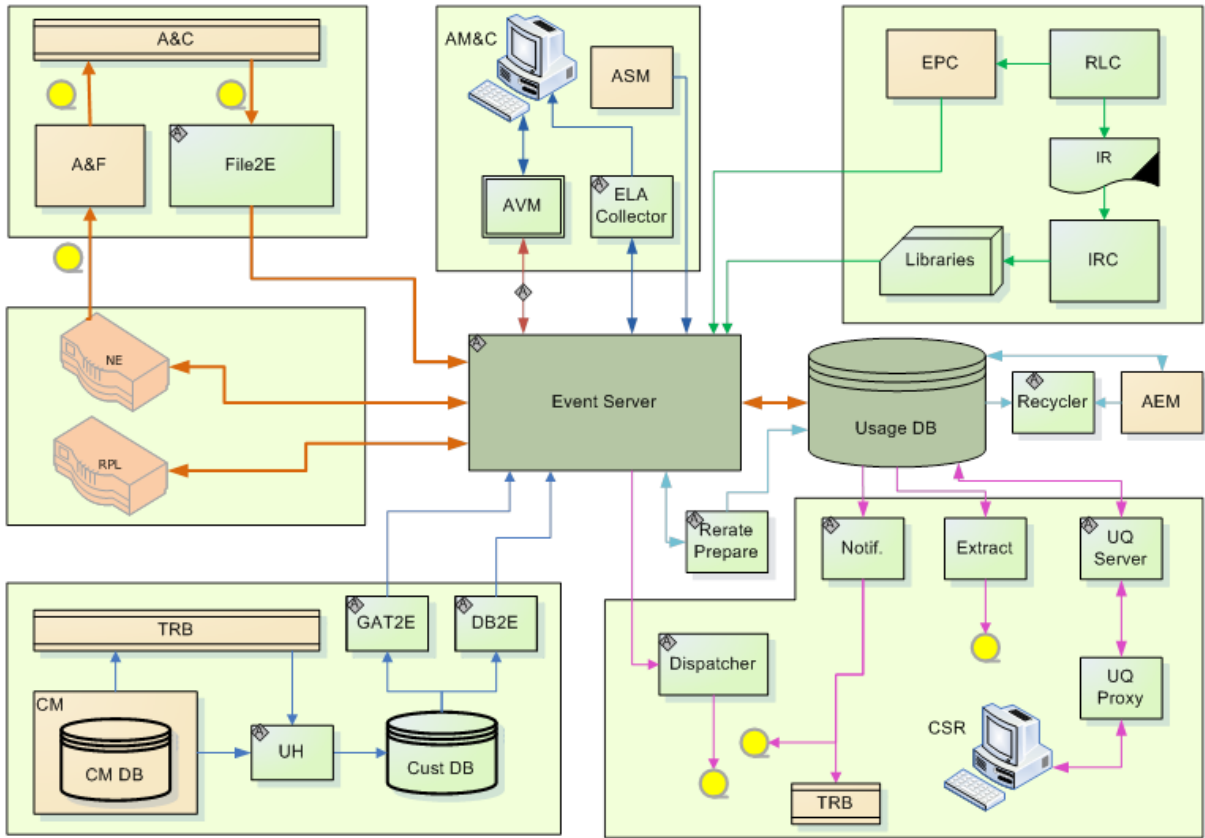 A&C
A&F
File2E
AM&C
ASM
AVM
ELA
Collector
EPC
RLC
IR
IRC
Libraries
NE
RPL
Event Server
Usage DB
Recycler
AEM
Rerate
Prepare
Notif.
Extract
UQ
Server
UQ
Proxy
CSR
Dispatcher
TRB
TRB
GAT2E
DB2E
CM
CM DB
UH
Cust DB